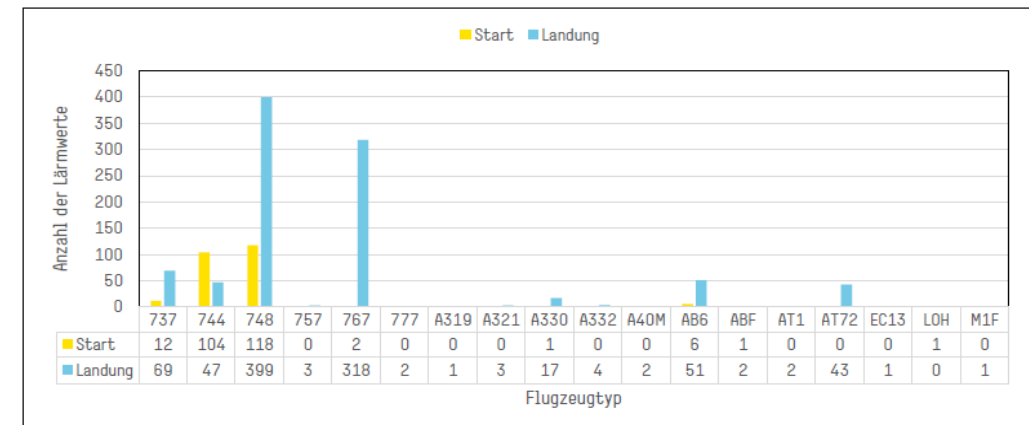 Start Landung
450
400
350
300
250
200
150
100
50
0
Anzahl der Lärmwerte
737 744 748 757 767 777 A319 A321 A330 A332 A40M AB6 ABF AT1 AT72 EC13 LOH M1F
Start 12 104 118 0 2 0 0 0 1 0 0 6 1 0 0 0 1 0
Landung 69 47 399 3 318 2 1 3 17 4 2 51 2 2 43 1 0 1
Flugzeugtyp